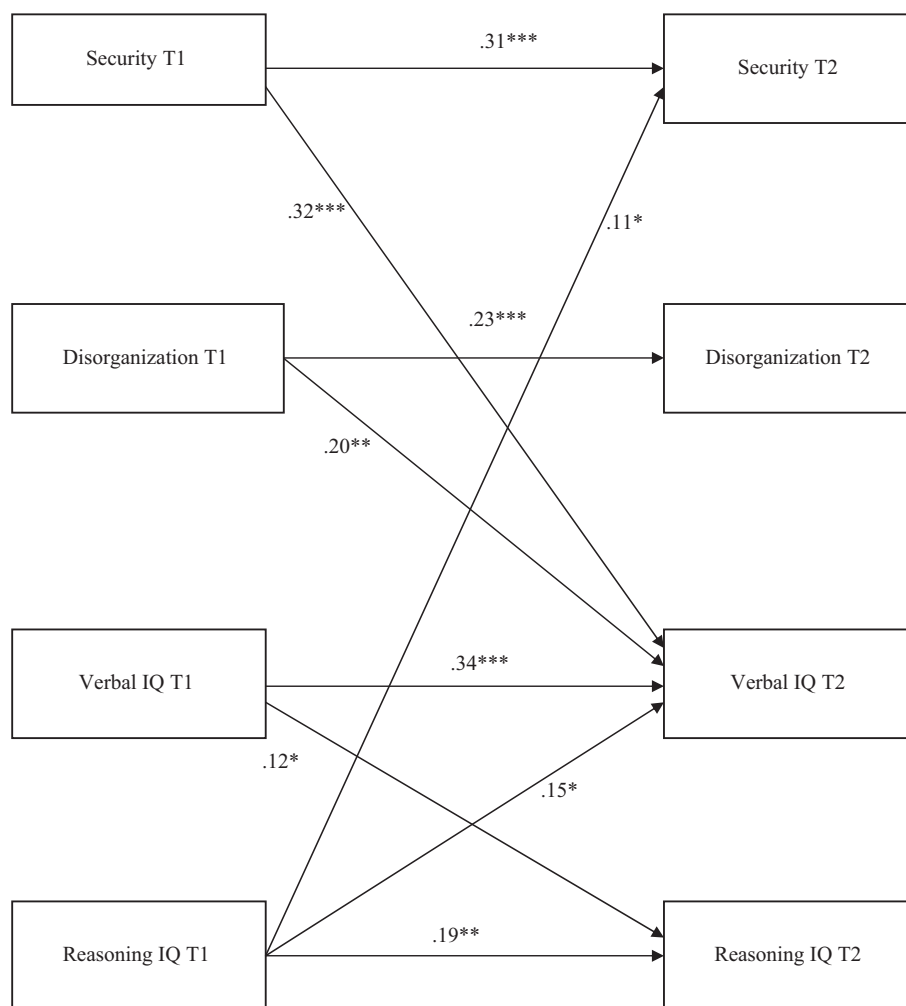 Security T1
.31***
Security T2
.32***
.11*
Disorganization T1
.23***
Disorganization T2
.20**
Verbal IQ T1
.34***
Verbal IQ T2
.12*
.15*
Reasoning IQ T1
.19**
Reasoning IQ T2